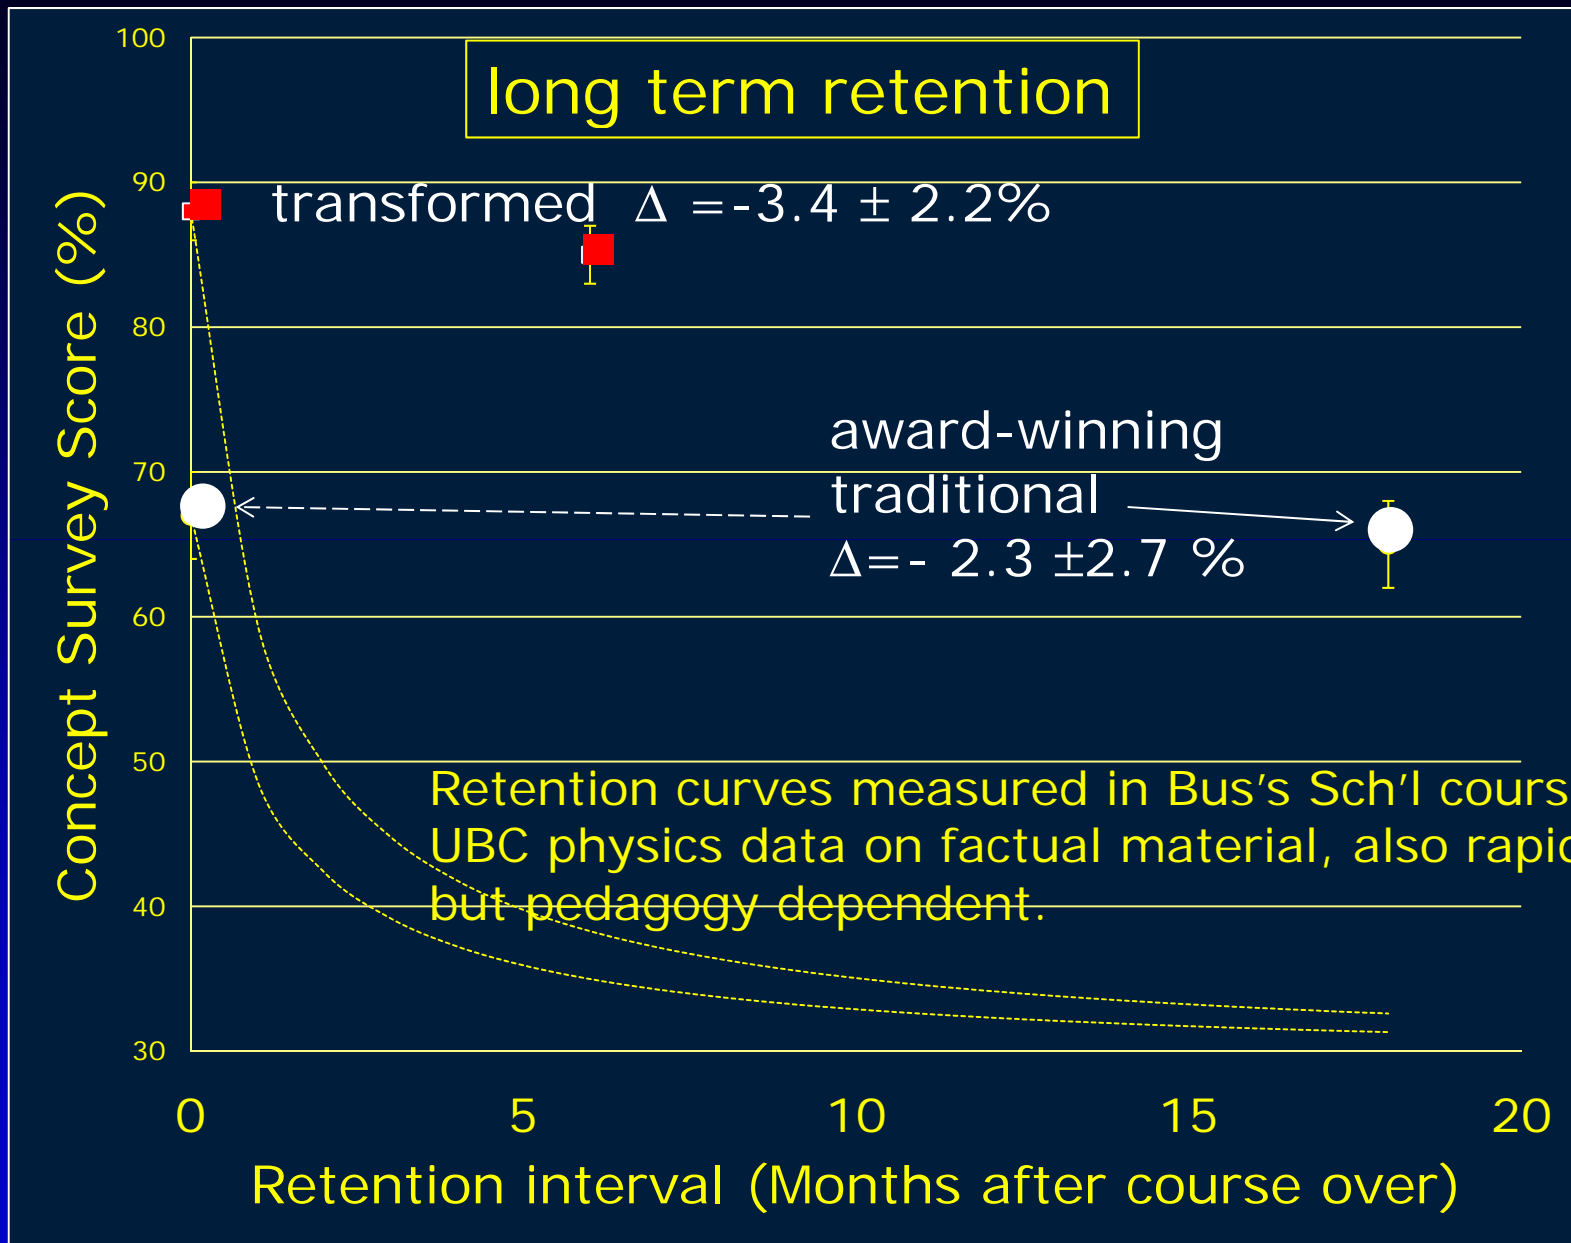 long term retention
100
90
80
70
60
50
40
30
Concept Survey Score (%)
transformed Δ =-3.4 ± 2.2%
award-winning
traditional
Δ=- 2.3 ±2.7 %
Retention curves measured in Bus's Sch'l cours
UBC physics data on factual material, also rapid
but pedagogy dependent.
0 5 10 15 20
Retention interval (Months after course over)